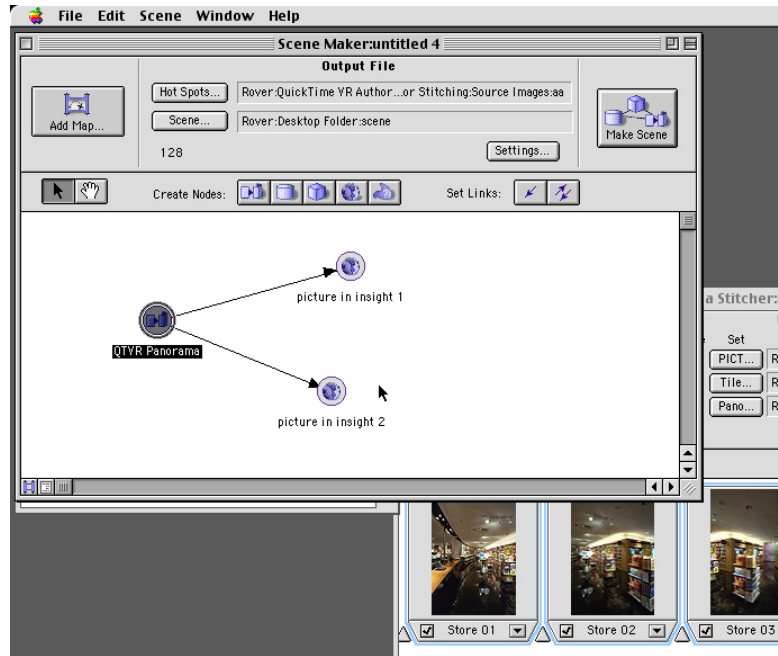 File Edit Scene Window Help
Scene Maker:untitled 4
Output File
Add Map...
Hot Spots...
Rover:QuickTime VR Author...or Stitching:Source Images:aa
Scene...
Rover:Desktop Folder:scene
128
Settings...
Make Scene
Create Nodes:
Set Links:
picture in insight 1
QTVR Panorama
picture in insight 2
a Stitcher:
Set
PICT... R
Tile... R
Pano... R
Store 01
Store 02
Store 03